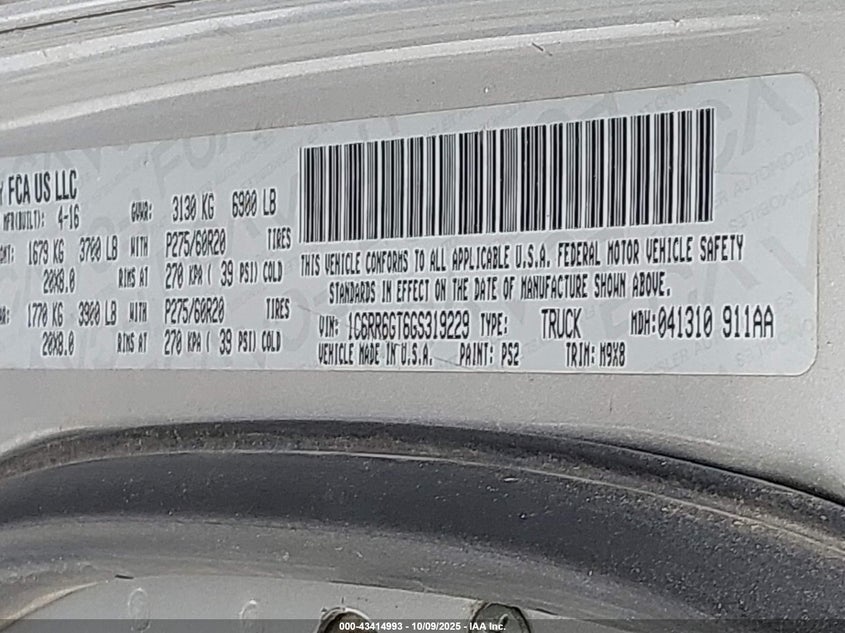 FCA US LLC
MFR(BUILT): 4-16 GVWR: 3130 KG 6900 LB
1679 KG 3700 LB WITH P275/60R20 TIRES
20X8.0 RIMS AT 270 KPA ( 39 PSI) COLD
1770 KG 3900 LB WITH P275/60R20 TIRES
20X8.0 RIMS AT 270 KPA ( 39 PSI) COLD
THIS VEHICLE CONFORMS TO ALL APPLICABLE U.S.A. FEDERAL MOTOR VEHICLE SAFETY
STANDARDS IN EFFECT ON THE DATE OF MANUFACTURE SHOWN ABOVE.
VIN: 1C6RR6GT6GS319229 TYPE: TRUCK MDH: 041310 911AA
VEHICLE MADE IN U.S.A. PAINT: PS2 TRIM: M9X8
000-43414993 - 10/09/2025 - IAA Inc.